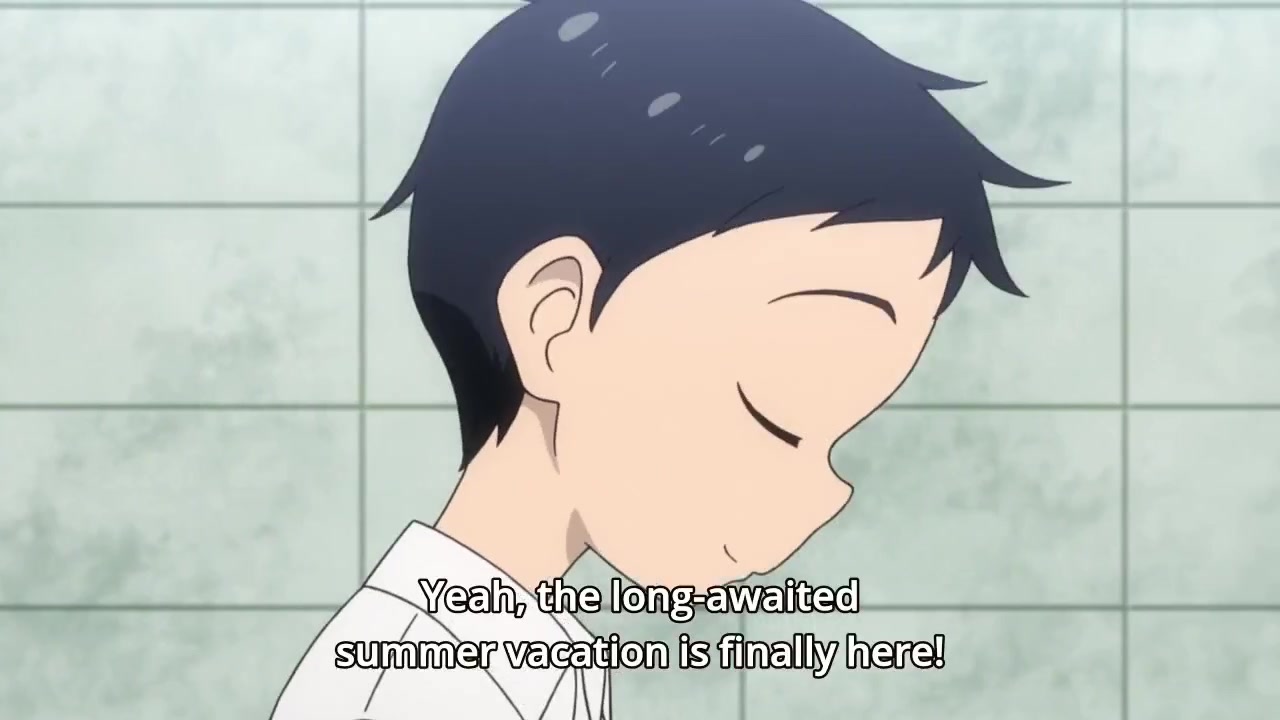 Yeah, the long-awaited
summer vacation is finally here!